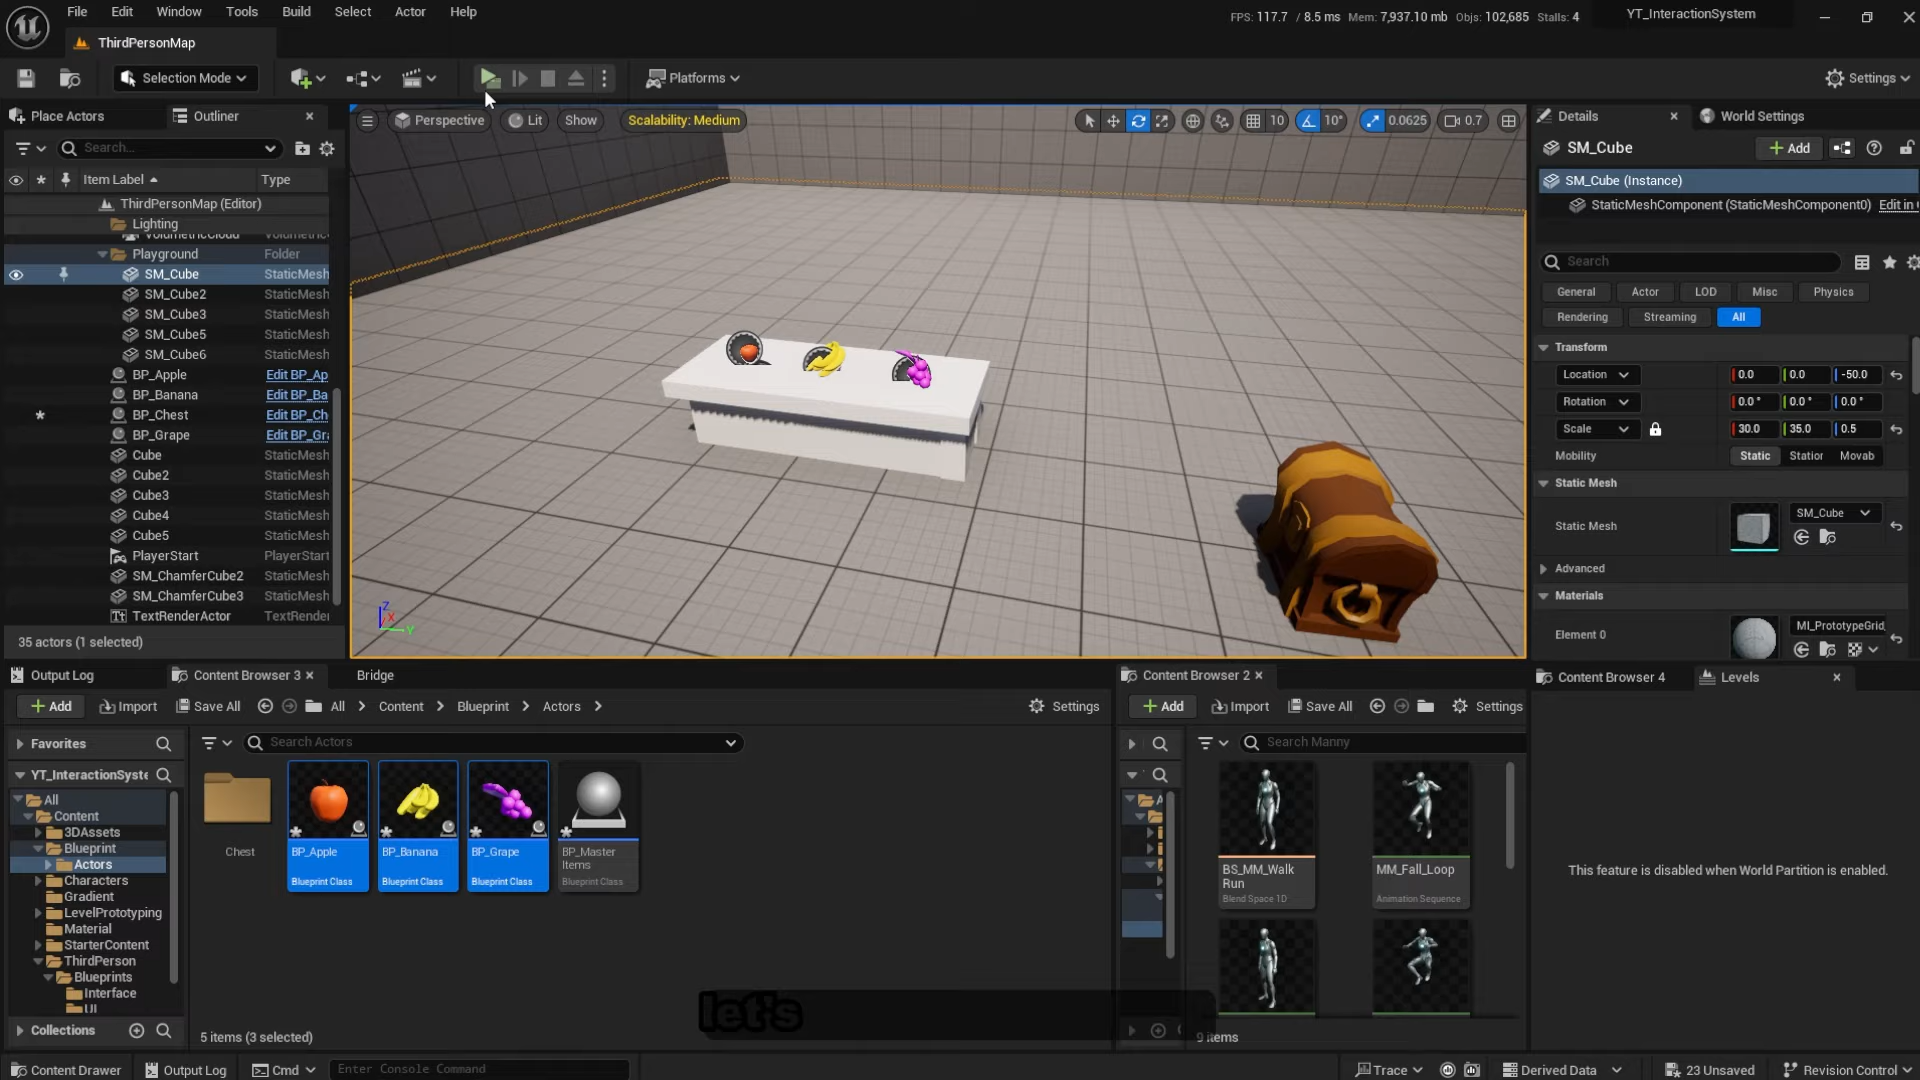 File Edit Window Tools Build Select Actor Help
FPS: 117.7 / 8.5 ms Mem: 7,937.10 mb Objs: 102,685 Stalls: 4
YT_InteractionSystem
ThirdPersonMap
Selection Mode
Platforms
Settings
Place Actors
Outliner
Perspective
Lit
Show
Scalability: Medium
10
10°
0.0625
0.7
Details
World Settings
Search...
SM_Cube
Add
Item Label
Type
SM_Cube (Instance)
ThirdPersonMap (Editor)
StaticMeshComponent (StaticMeshComponent0) Edit in
Lighting
Playground Folder
Search
SM_Cube StaticMesh
SM_Cube2 StaticMesh
General Actor LOD Misc Physics
SM_Cube3 StaticMesh
Rendering Streaming All
SM_Cube5 StaticMesh
SM_Cube6 StaticMesh
Transform
BP_Apple Edit BP_Ap
Location 0.0 0.0 -50.0
BP_Banana Edit BP_Ba
Rotation 0.0 ° 0.0 ° 0.0 °
BP_Chest Edit BP_Ch
Scale 30.0 35.0 0.5
BP_Grape Edit BP_Gra
Cube StaticMesh
Mobility Static Station Movab
Cube2 StaticMesh
Static Mesh
Cube3 StaticMesh
Static Mesh SM_Cube
Cube4 StaticMesh
Cube5 StaticMesh
PlayerStart PlayerStart
Advanced
SM_ChamferCube2 StaticMesh
SM_ChamferCube3 StaticMesh
Materials
TextRenderActor TextRender
Element 0 MI_PrototypeGrid
35 actors (1 selected)
Z
X
Y
Output Log
Content Browser 3
Bridge
Content Browser 2
Content Browser 4
Levels
Add Import Save All All Content Blueprint Actors Settings
Add Import Save All Settings
Favorites
Search Actors
Search Manny
YT_InteractionSyste
All
Content
3DAssets
Blueprint
Actors
Characters
Gradient
LevelPrototyping
Material
StarterContent
ThirdPerson
Blueprints
Interface
UI
Collections
Chest
BP_Apple
Blueprint Class
BP_Banana
Blueprint Class
BP_Grape
Blueprint Class
BP_Master
Items
Blueprint Class
BS_MM_Walk
Run
Blend Space 1D
MM_Fall_Loop
Animation Sequence
This feature is disabled when World Partition is enabled.
let's
5 items (3 selected)
9 items
Content Drawer
Output Log
Cmd
Enter Console Command
Trace
Derived Data
23 Unsaved
Revision Control